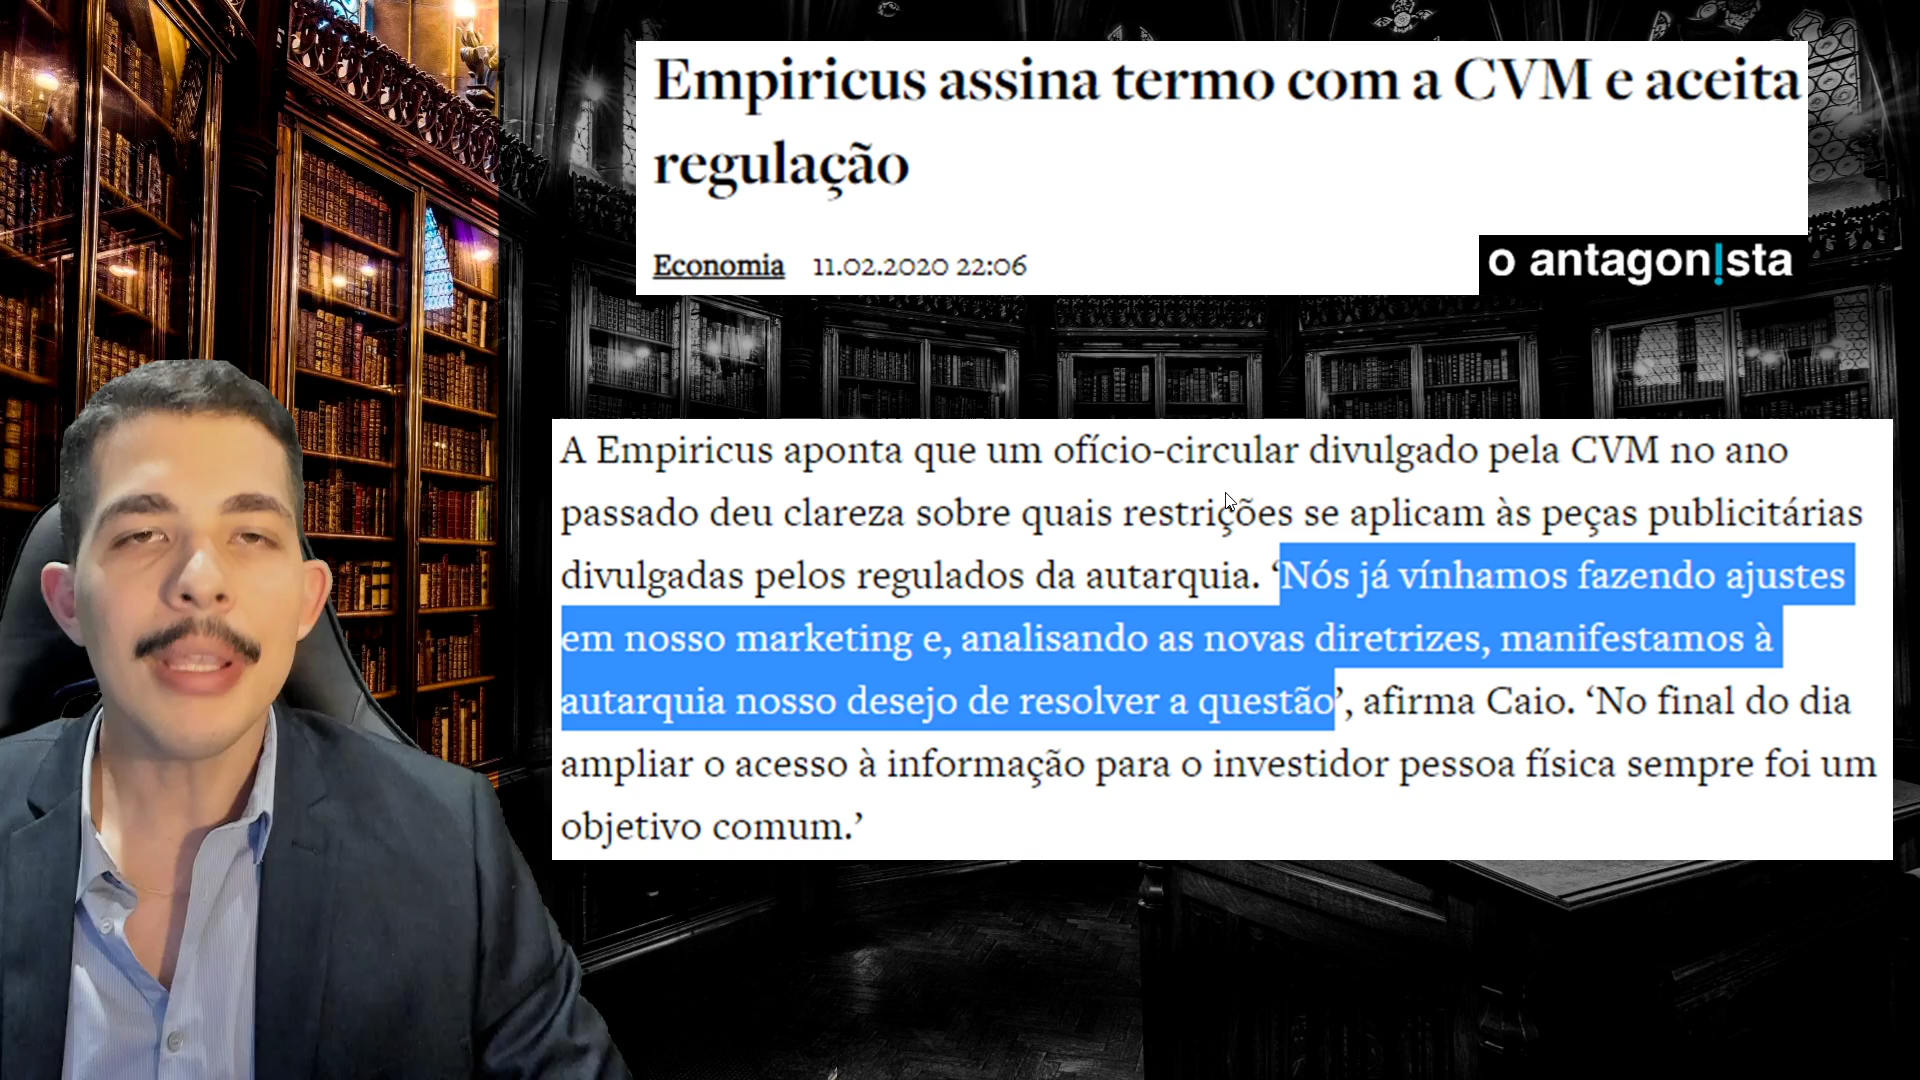 Empiricus assina termo com a CVM e aceita
regulação
Economia 11.02.2020 22:06
o antagon!sta
A Empiricus aponta que um ofício-circular divulgado pela CVM no ano
passado deu clareza sobre quais restrições se aplicam às peças publicitárias
divulgadas pelos regulados da autarquia. ‘Nós já vínhamos fazendo ajustes
em nosso marketing e, analisando as novas diretrizes, manifestamos à
autarquia nosso desejo de resolver a questão’, afirma Caio. ‘No final do dia
ampliar o acesso à informação para o investidor pessoa física sempre foi um
objetivo comum.’